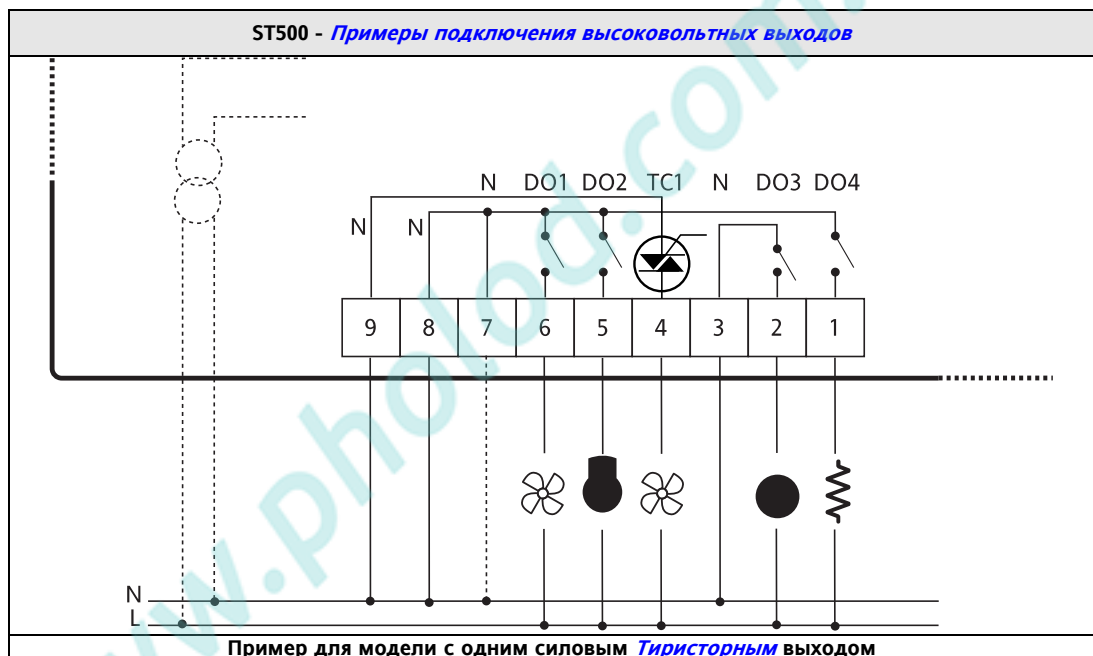 ST500 - Примеры подключения высоковольтных выходов
N DO1 DO2 TC1 N DO3 DO4
N N
9 8 7 6 5 4 3 2 1
N
L
Пример для модели с одним силовым Тиристорным выходом
www.pholod.com